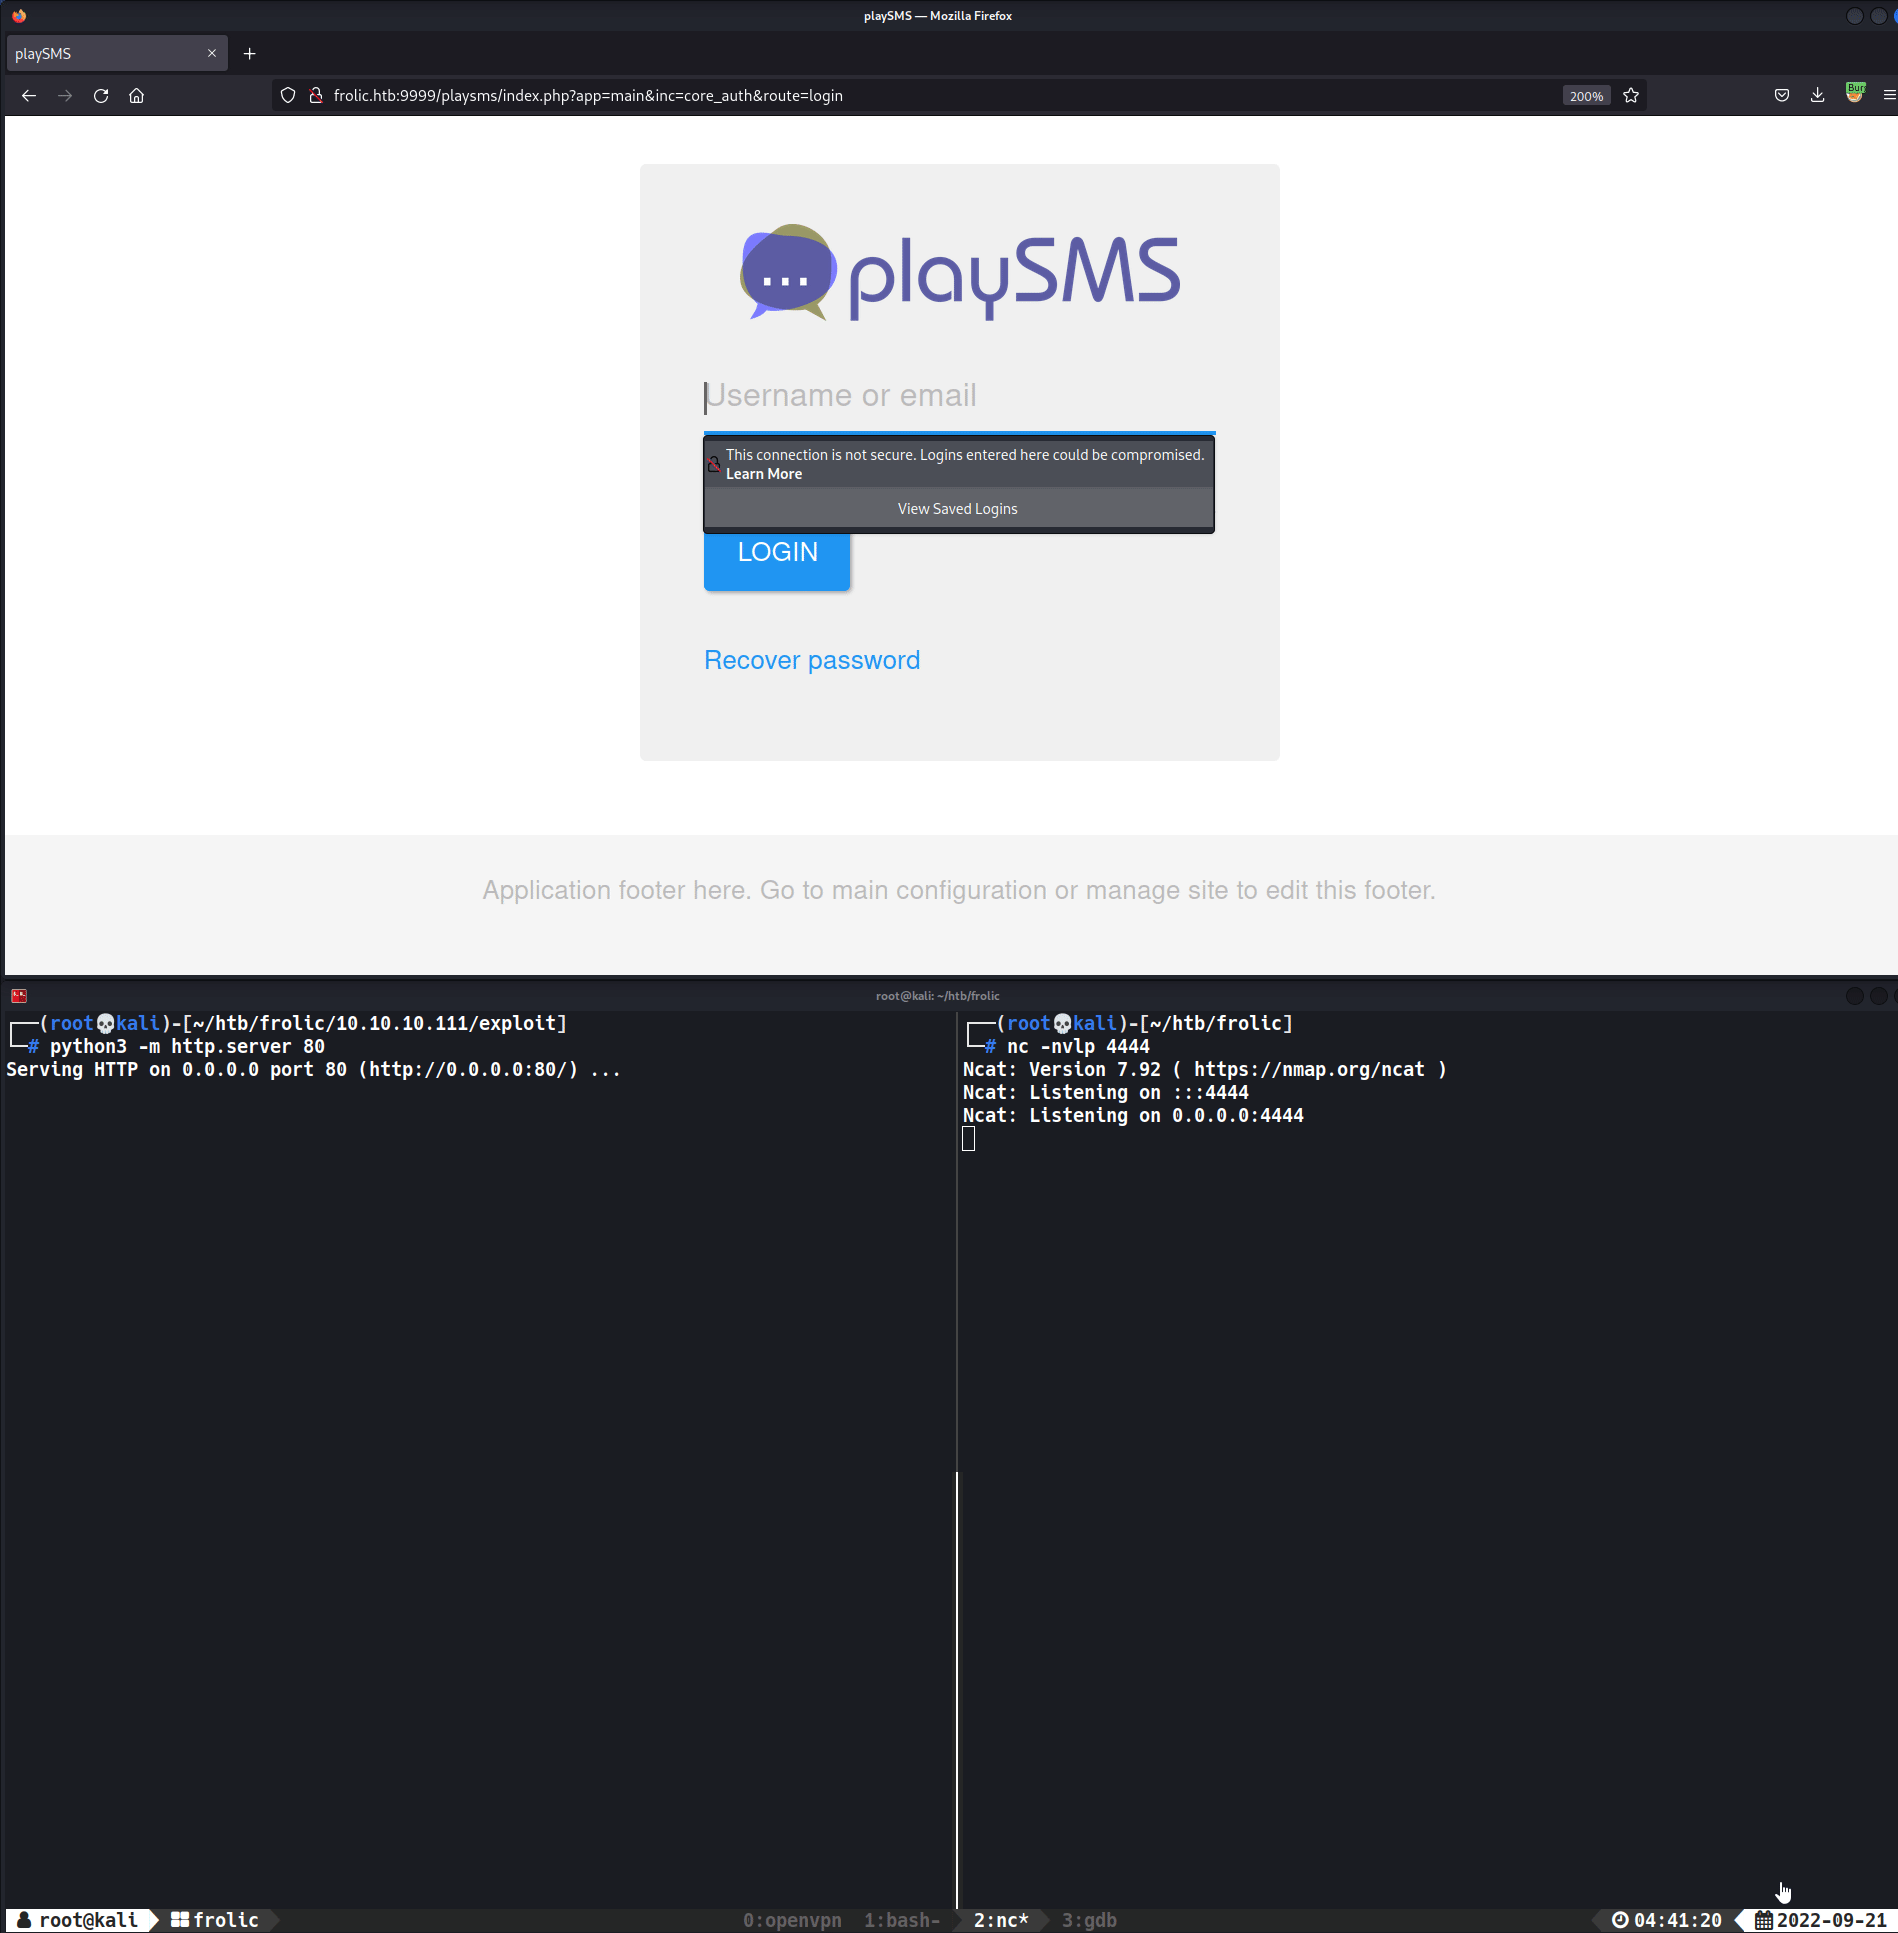 playSMS — Mozilla Firefox
playSMS
frolic.htb:9999/playsms/index.php?app=main&inc=core_auth&route=login
200%
playSMS
Username or email
This connection is not secure. Logins entered here could be compromised.
Learn More
View Saved Logins
LOGIN
Recover password
Application footer here. Go to main configuration or manage site to edit this footer.
root@kali: ~/htb/frolic
(root💀kali)-[~/htb/frolic/10.10.10.111/exploit]
# python3 -m http.server 80
Serving HTTP on 0.0.0.0 port 80 (http://0.0.0.0:80/) ...
(root💀kali)-[~/htb/frolic]
# nc -nvlp 4444
Ncat: Version 7.92 ( https://nmap.org/ncat )
Ncat: Listening on :::4444
Ncat: Listening on 0.0.0.0:4444
root@kali frolic 0:openvpn 1:bash- 2:nc* 3:gdb 04:41:20 2022-09-21